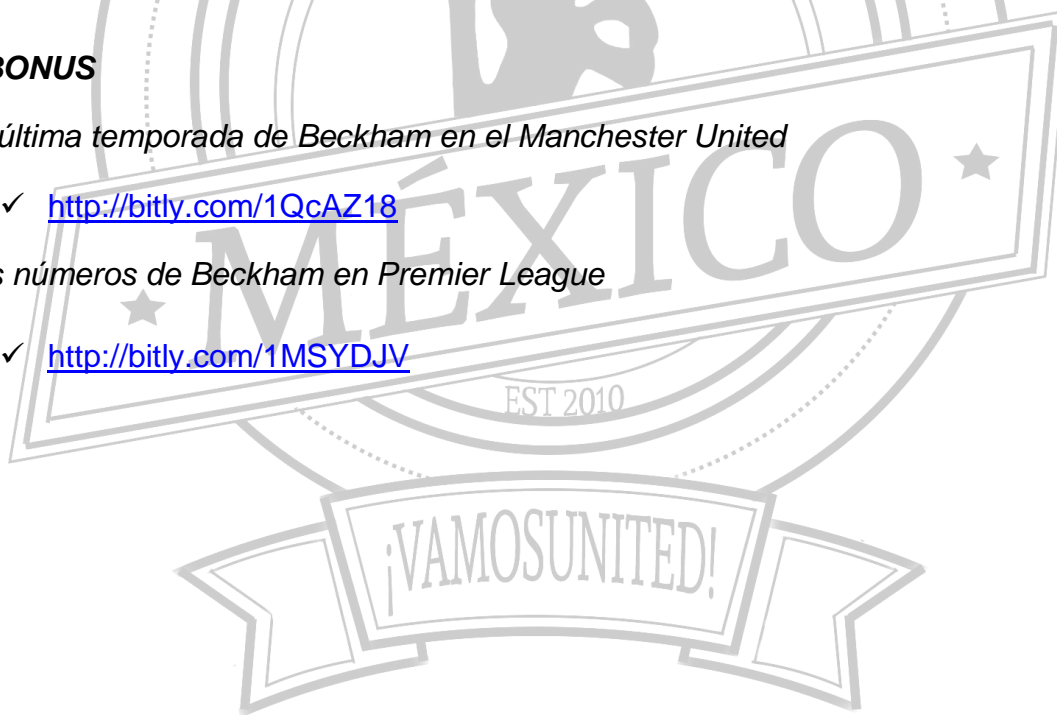 BONUS
última temporada de Beckham en el Manchester United
✓ http://bitly.com/1QcAZ18
s números de Beckham en Premier League
✓ http://bitly.com/1MSYDJV
MÉXICO
EST 2010
¡VAMOSUNITED!